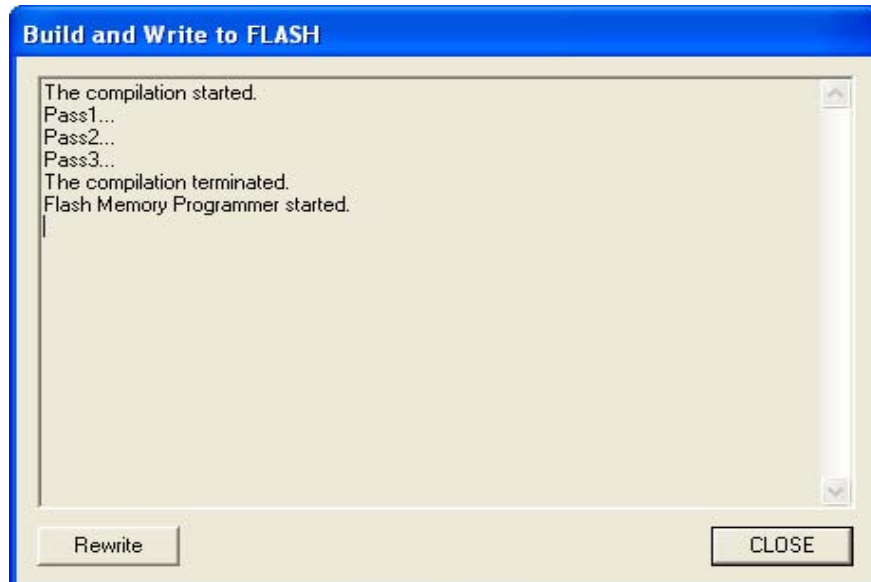 Build and Write to FLASH
The compilation started.
Pass1...
Pass2...
Pass3...
The compilation terminated.
Flash Memory Programmer started.
Rewrite
CLOSE